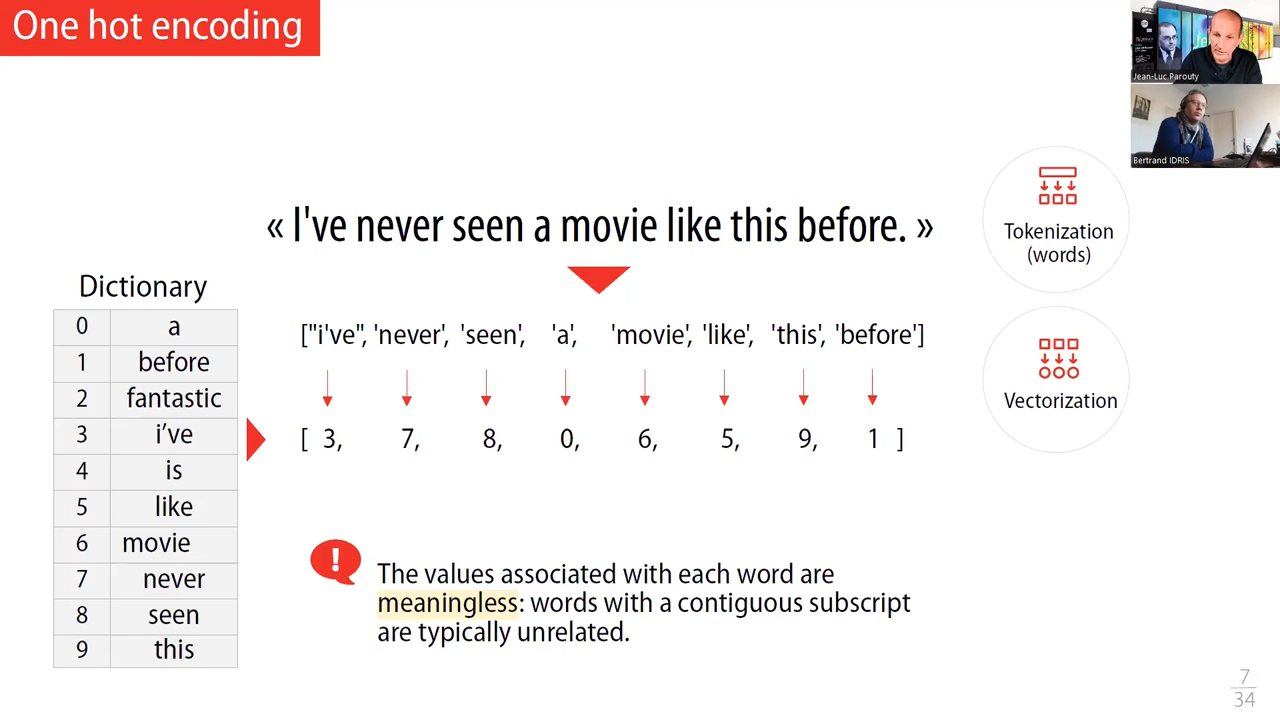 One hot encoding
Jean-Luc Parouty
Bertrand IDRIS
« I've never seen a movie like this before. »
Tokenization
(words)
Dictionary
0 a
1 before
2 fantastic
3 i’ve
4 is
5 like
6 movie
7 never
8 seen
9 this
["i've", 'never', 'seen', 'a', 'movie', 'like', 'this', 'before']
[ 3, 7, 8, 0, 6, 5, 9, 1 ]
Vectorization
!
The values associated with each word are
meaningless: words with a contiguous subscript
are typically unrelated.
7
34